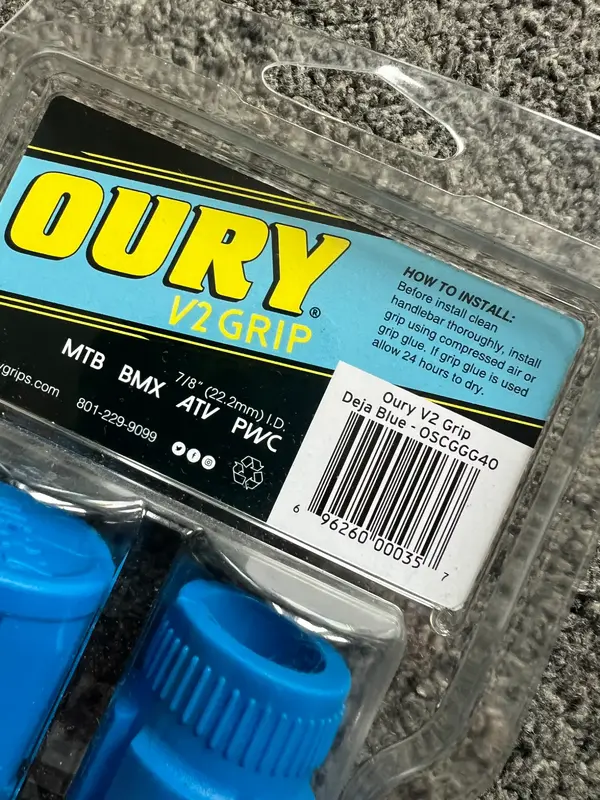 OURY®
V2 GRIP
HOW TO INSTALL:
Before install clean
handlebar thoroughly, install
grip using compressed air or
grip glue. If grip glue is used
allow 24 hours to dry.
7/8" (22.2mm) I.D.
MTB BMX ATV PWC
grips.com 801-229-9099
Oury V2 Grip
Deja Blue - OSCGGG40
6 96260 00035 7